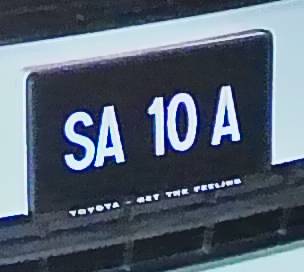 SA 10 A
TOYOTA - GET THE FEELING